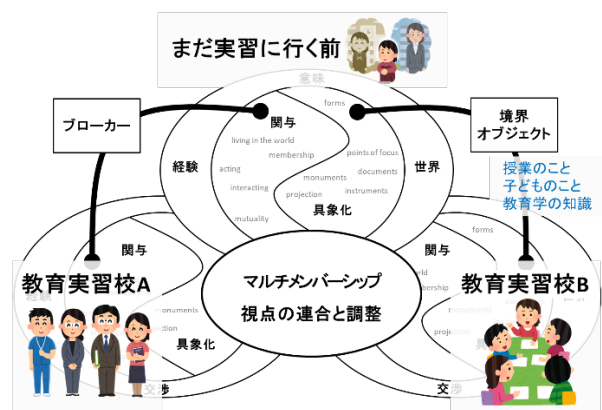 まだ実習に行く前
意味
ブローカー
境界
オブジェクト
forms
関与
living in the world
membership
経験
世界
acting
points of focus
documents
monuments
interacting
instruments
projection
mutuality
具象化
授業のこと
子どものこと
教育学の知識
関与
関与
forms
教育実習校A
マルチメンバーシップ
視点の連合と調整
教育実習校B
経験
具象化
交渉
交渉